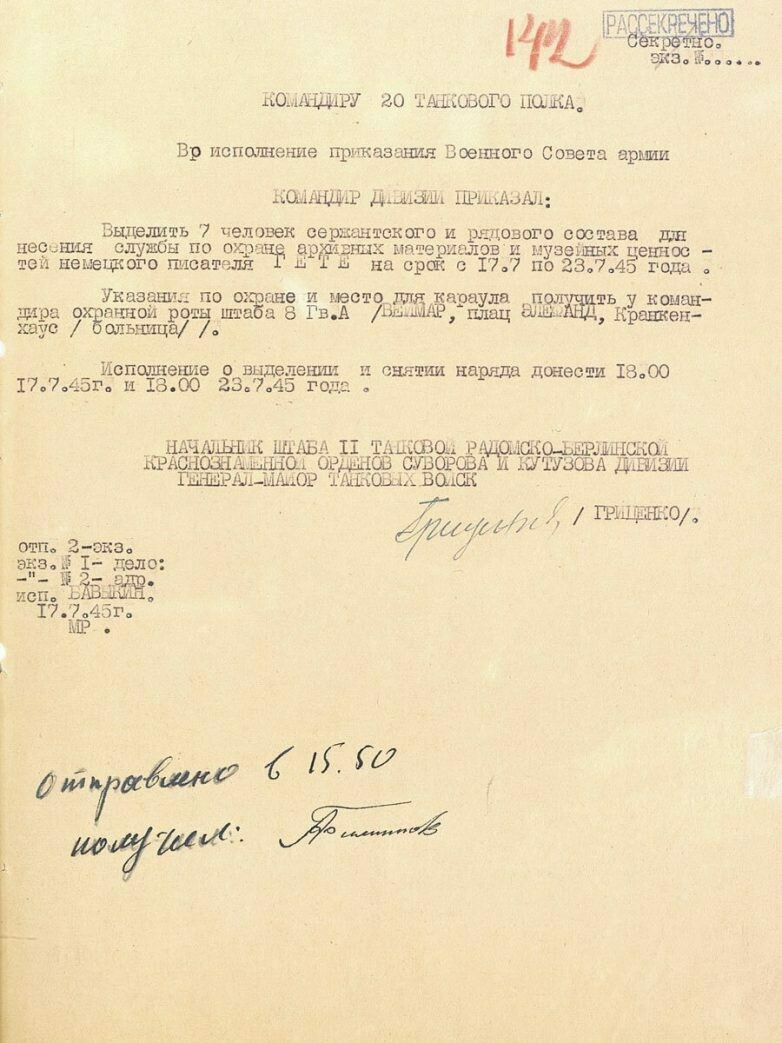 142
РАССЕКРЕЧЕНО
Секретно.
экз.№......
КОМАНДИРУ 20 ТАНКОВОГО ПОЛКА.
Вр исполнение приказания Военного Совета армии
КОМАНДИР ДИВИЗИИ ПРИКАЗАЛ:
Выделить 7 человек сержантского и рядового состава для
несения службы по охране архивных материалов и музейных ценнос -
тей немецкого писателя Г Е Т Е на срок с 17.7 по 23.7.45 года .
Указания по охране и место для караула получить у коман-
дира охранной роты штаба 8 Гв.А /ВЕЙМАР, плац ЭЛЕФАНД, Кранкен-
хаус / больница/ /.
Исполнение о выделении и снятии наряда донести 18.00
17.7.45г. и 18.00 23.7.45 года .
НАЧАЛЬНИК ШТАБА II ТАНКОВОЙ РАДОМСКО-БЕРЛИНСКОЙ
КРАСНОЗНАМЕННОЙ ОРДЕНОВ СУВОРОВА И КУТУЗОВА ДИВИЗИИ
ГЕНЕРАЛ-МАЙОР ТАНКОВЫХ ВОЙСК
/ ГРИЦЕНКО/.
отп. 2-экз.
экз.№ I- дело:
-"- № 2- адр.
исп. БАВЫКИН.
17.7.45г.
МР .
Отправлено в 15.50
получил: